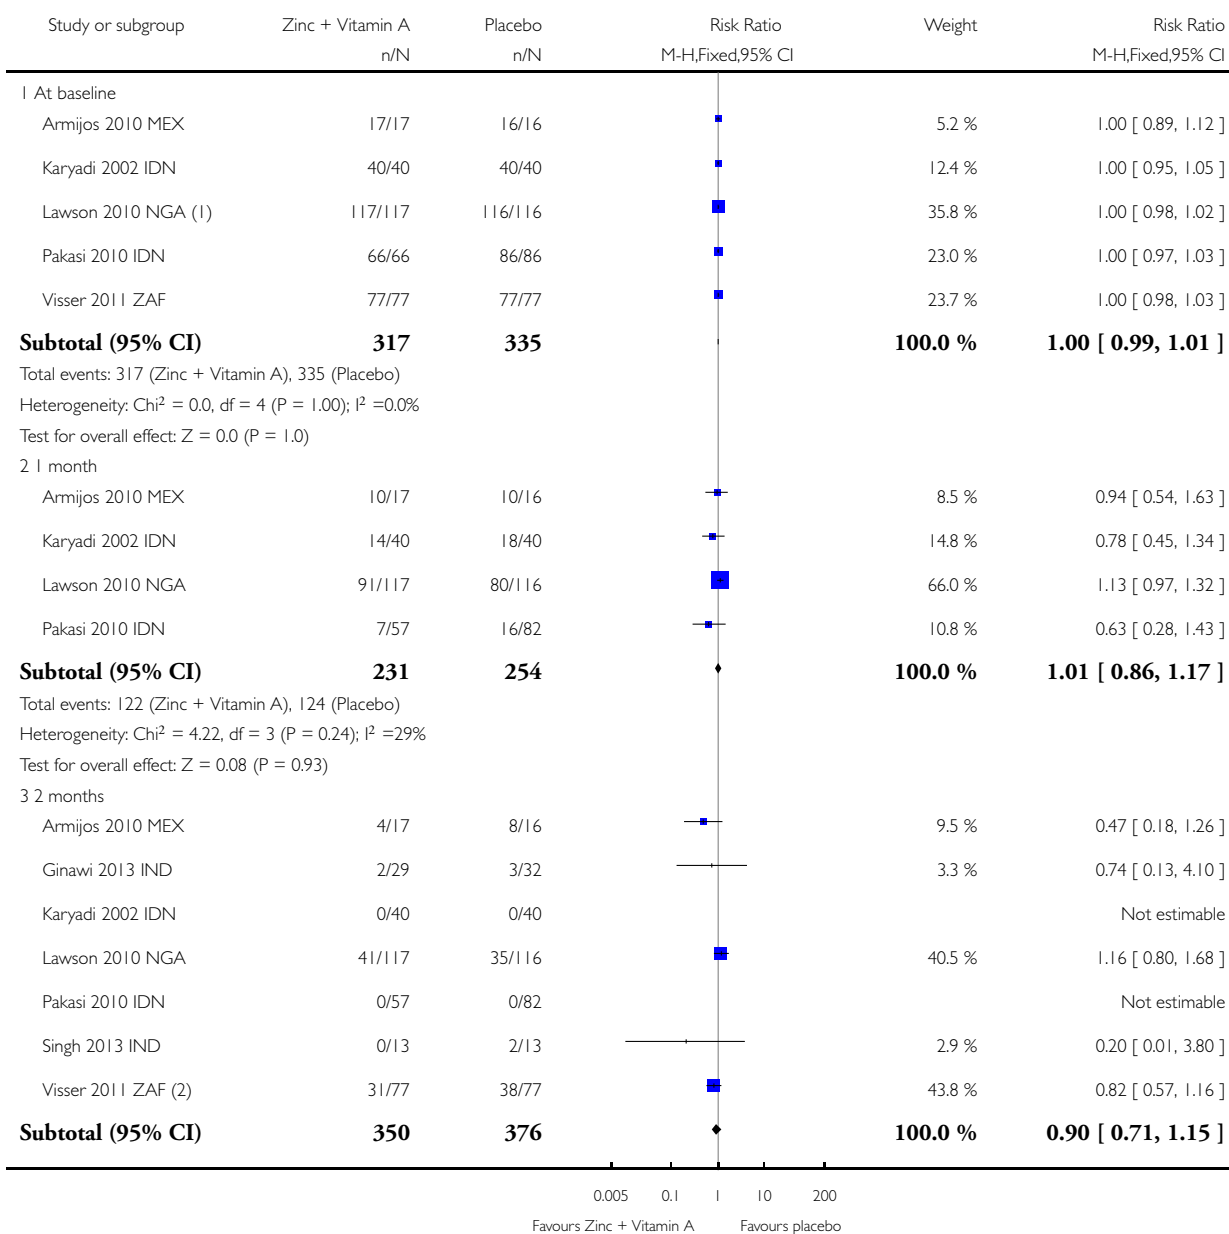 Study or subgroup Zinc + Vitamin A Placebo Risk Ratio Weight Risk Ratio
n/N n/N M-H,Fixed,95% CI M-H,Fixed,95% CI
1 At baseline
Armijos 2010 MEX 17/17 16/16 5.2 % 1.00 [ 0.89, 1.12 ]
Karyadi 2002 IDN 40/40 40/40 12.4 % 1.00 [ 0.95, 1.05 ]
Lawson 2010 NGA (1) 117/117 116/116 35.8 % 1.00 [ 0.98, 1.02 ]
Pakasi 2010 IDN 66/66 86/86 23.0 % 1.00 [ 0.97, 1.03 ]
Visser 2011 ZAF 77/77 77/77 23.7 % 1.00 [ 0.98, 1.03 ]
Subtotal (95% CI) 317 335 100.0 % 1.00 [ 0.99, 1.01 ]
Total events: 317 (Zinc + Vitamin A), 335 (Placebo)
Heterogeneity: Chi² = 0.0, df = 4 (P = 1.00); I² =0.0%
Test for overall effect: Z = 0.0 (P = 1.0)
2 1 month
Armijos 2010 MEX 10/17 10/16 8.5 % 0.94 [ 0.54, 1.63 ]
Karyadi 2002 IDN 14/40 18/40 14.8 % 0.78 [ 0.45, 1.34 ]
Lawson 2010 NGA 91/117 80/116 66.0 % 1.13 [ 0.97, 1.32 ]
Pakasi 2010 IDN 7/57 16/82 10.8 % 0.63 [ 0.28, 1.43 ]
Subtotal (95% CI) 231 254 100.0 % 1.01 [ 0.86, 1.17 ]
Total events: 122 (Zinc + Vitamin A), 124 (Placebo)
Heterogeneity: Chi² = 4.22, df = 3 (P = 0.24); I² =29%
Test for overall effect: Z = 0.08 (P = 0.93)
3 2 months
Armijos 2010 MEX 4/17 8/16 9.5 % 0.47 [ 0.18, 1.26 ]
Ginawi 2013 IND 2/29 3/32 3.3 % 0.74 [ 0.13, 4.10 ]
Karyadi 2002 IDN 0/40 0/40 Not estimable
Lawson 2010 NGA 41/117 35/116 40.5 % 1.16 [ 0.80, 1.68 ]
Pakasi 2010 IDN 0/57 0/82 Not estimable
Singh 2013 IND 0/13 2/13 2.9 % 0.20 [ 0.01, 3.80 ]
Visser 2011 ZAF (2) 31/77 38/77 43.8 % 0.82 [ 0.57, 1.16 ]
Subtotal (95% CI) 350 376 100.0 % 0.90 [ 0.71, 1.15 ]
0.005 0.1 1 10 200
Favours Zinc + Vitamin A Favours placebo